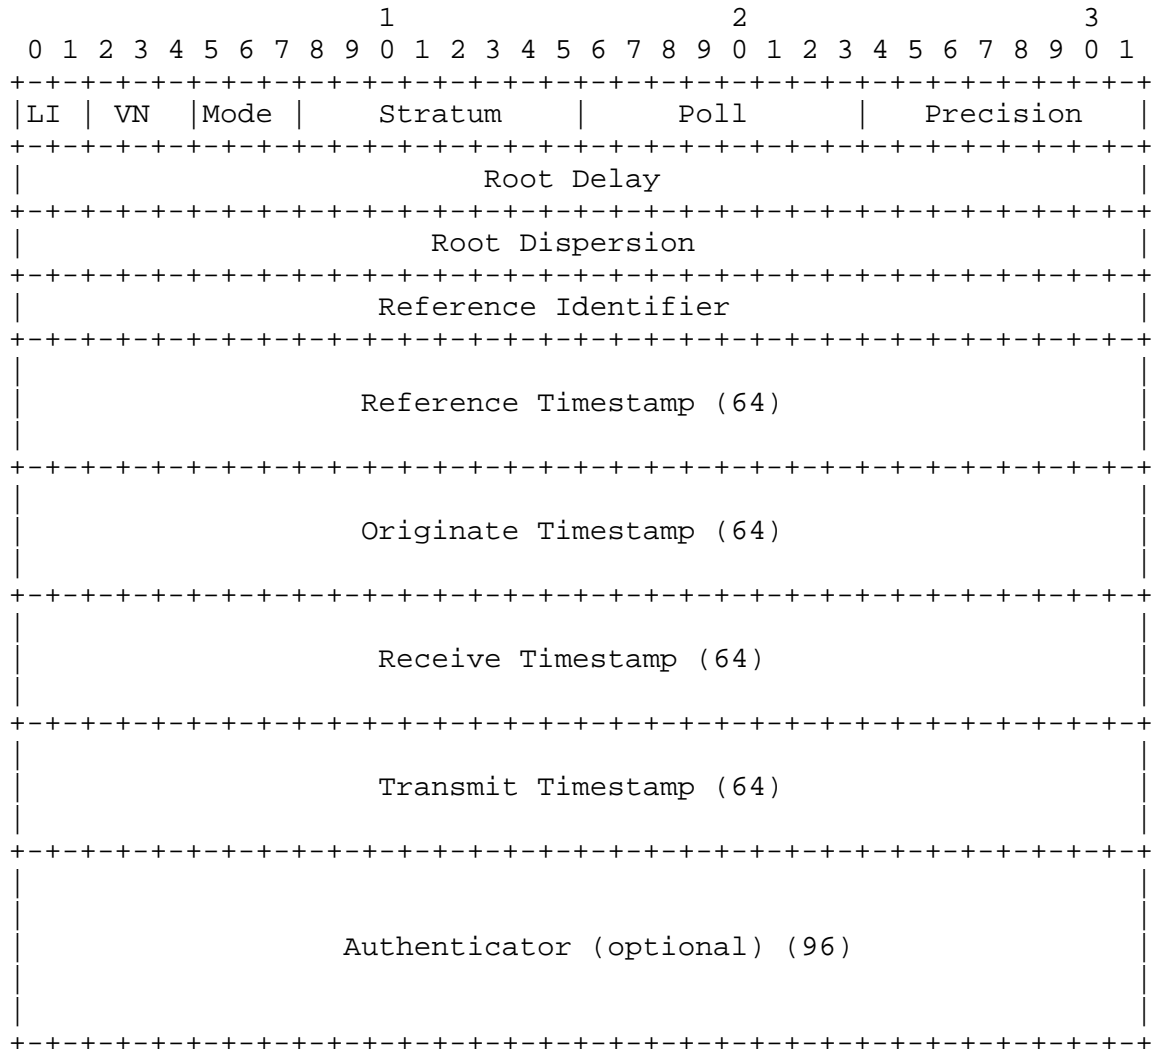 1                   2                   3
 0 1 2 3 4 5 6 7 8 9 0 1 2 3 4 5 6 7 8 9 0 1 2 3 4 5 6 7 8 9 0 1
+-+-+-+-+-+-+-+-+-+-+-+-+-+-+-+-+-+-+-+-+-+-+-+-+-+-+-+-+-+-+-+-+
|LI | VN  |Mode |    Stratum    |     Poll      |   Precision   |
+-+-+-+-+-+-+-+-+-+-+-+-+-+-+-+-+-+-+-+-+-+-+-+-+-+-+-+-+-+-+-+-+
|                          Root Delay                           |
+-+-+-+-+-+-+-+-+-+-+-+-+-+-+-+-+-+-+-+-+-+-+-+-+-+-+-+-+-+-+-+-+
|                       Root Dispersion                         |
+-+-+-+-+-+-+-+-+-+-+-+-+-+-+-+-+-+-+-+-+-+-+-+-+-+-+-+-+-+-+-+-+
|                    Reference Identifier                       |
+-+-+-+-+-+-+-+-+-+-+-+-+-+-+-+-+-+-+-+-+-+-+-+-+-+-+-+-+-+-+-+-+
|                                                               |
|                   Reference Timestamp (64)                    |
|                                                               |
+-+-+-+-+-+-+-+-+-+-+-+-+-+-+-+-+-+-+-+-+-+-+-+-+-+-+-+-+-+-+-+-+
|                                                               |
|                   Originate Timestamp (64)                    |
|                                                               |
+-+-+-+-+-+-+-+-+-+-+-+-+-+-+-+-+-+-+-+-+-+-+-+-+-+-+-+-+-+-+-+-+
|                                                               |
|                    Receive Timestamp (64)                     |
|                                                               |
+-+-+-+-+-+-+-+-+-+-+-+-+-+-+-+-+-+-+-+-+-+-+-+-+-+-+-+-+-+-+-+-+
|                                                               |
|                    Transmit Timestamp (64)                    |
|                                                               |
+-+-+-+-+-+-+-+-+-+-+-+-+-+-+-+-+-+-+-+-+-+-+-+-+-+-+-+-+-+-+-+-+
|                                                               |
|                                                               |
|                  Authenticator (optional) (96)                |
|                                                               |
|                                                               |
+-+-+-+-+-+-+-+-+-+-+-+-+-+-+-+-+-+-+-+-+-+-+-+-+-+-+-+-+-+-+-+-+